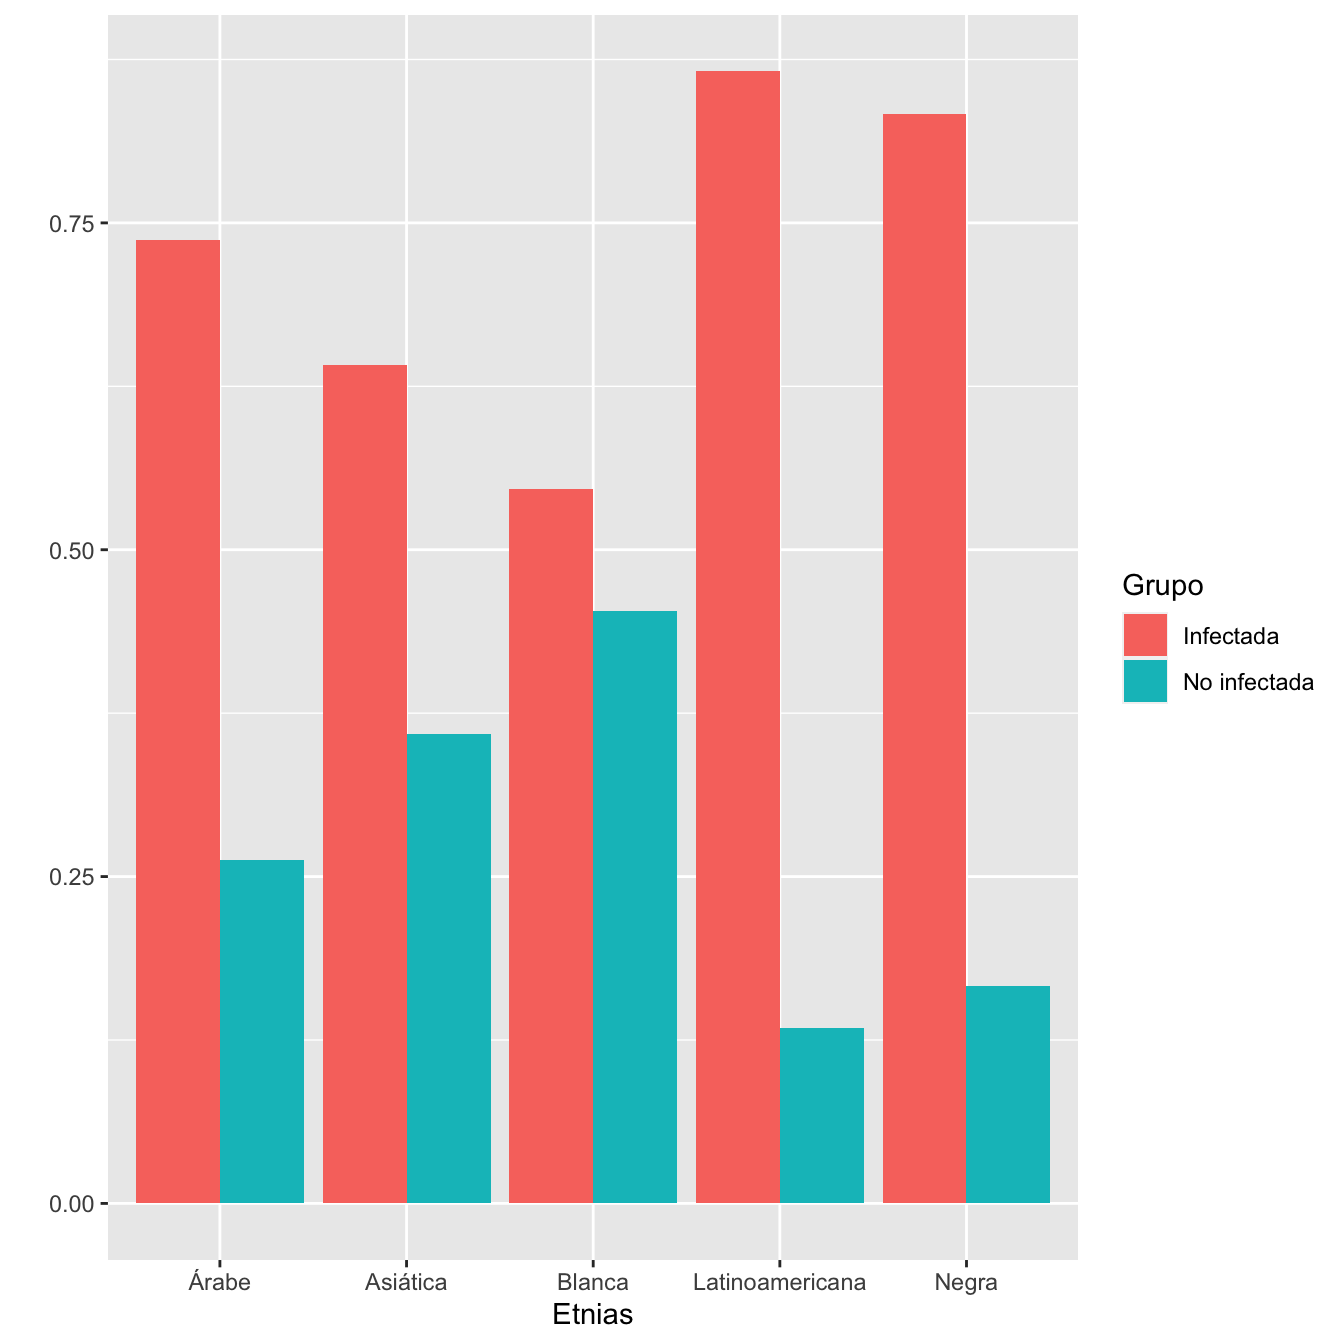 0.75
0.50
0.25
0.00
Árabe
Asiática
Blanca
Latinoamericana
Negra
Etnias
Grupo
Infectada
No infectada